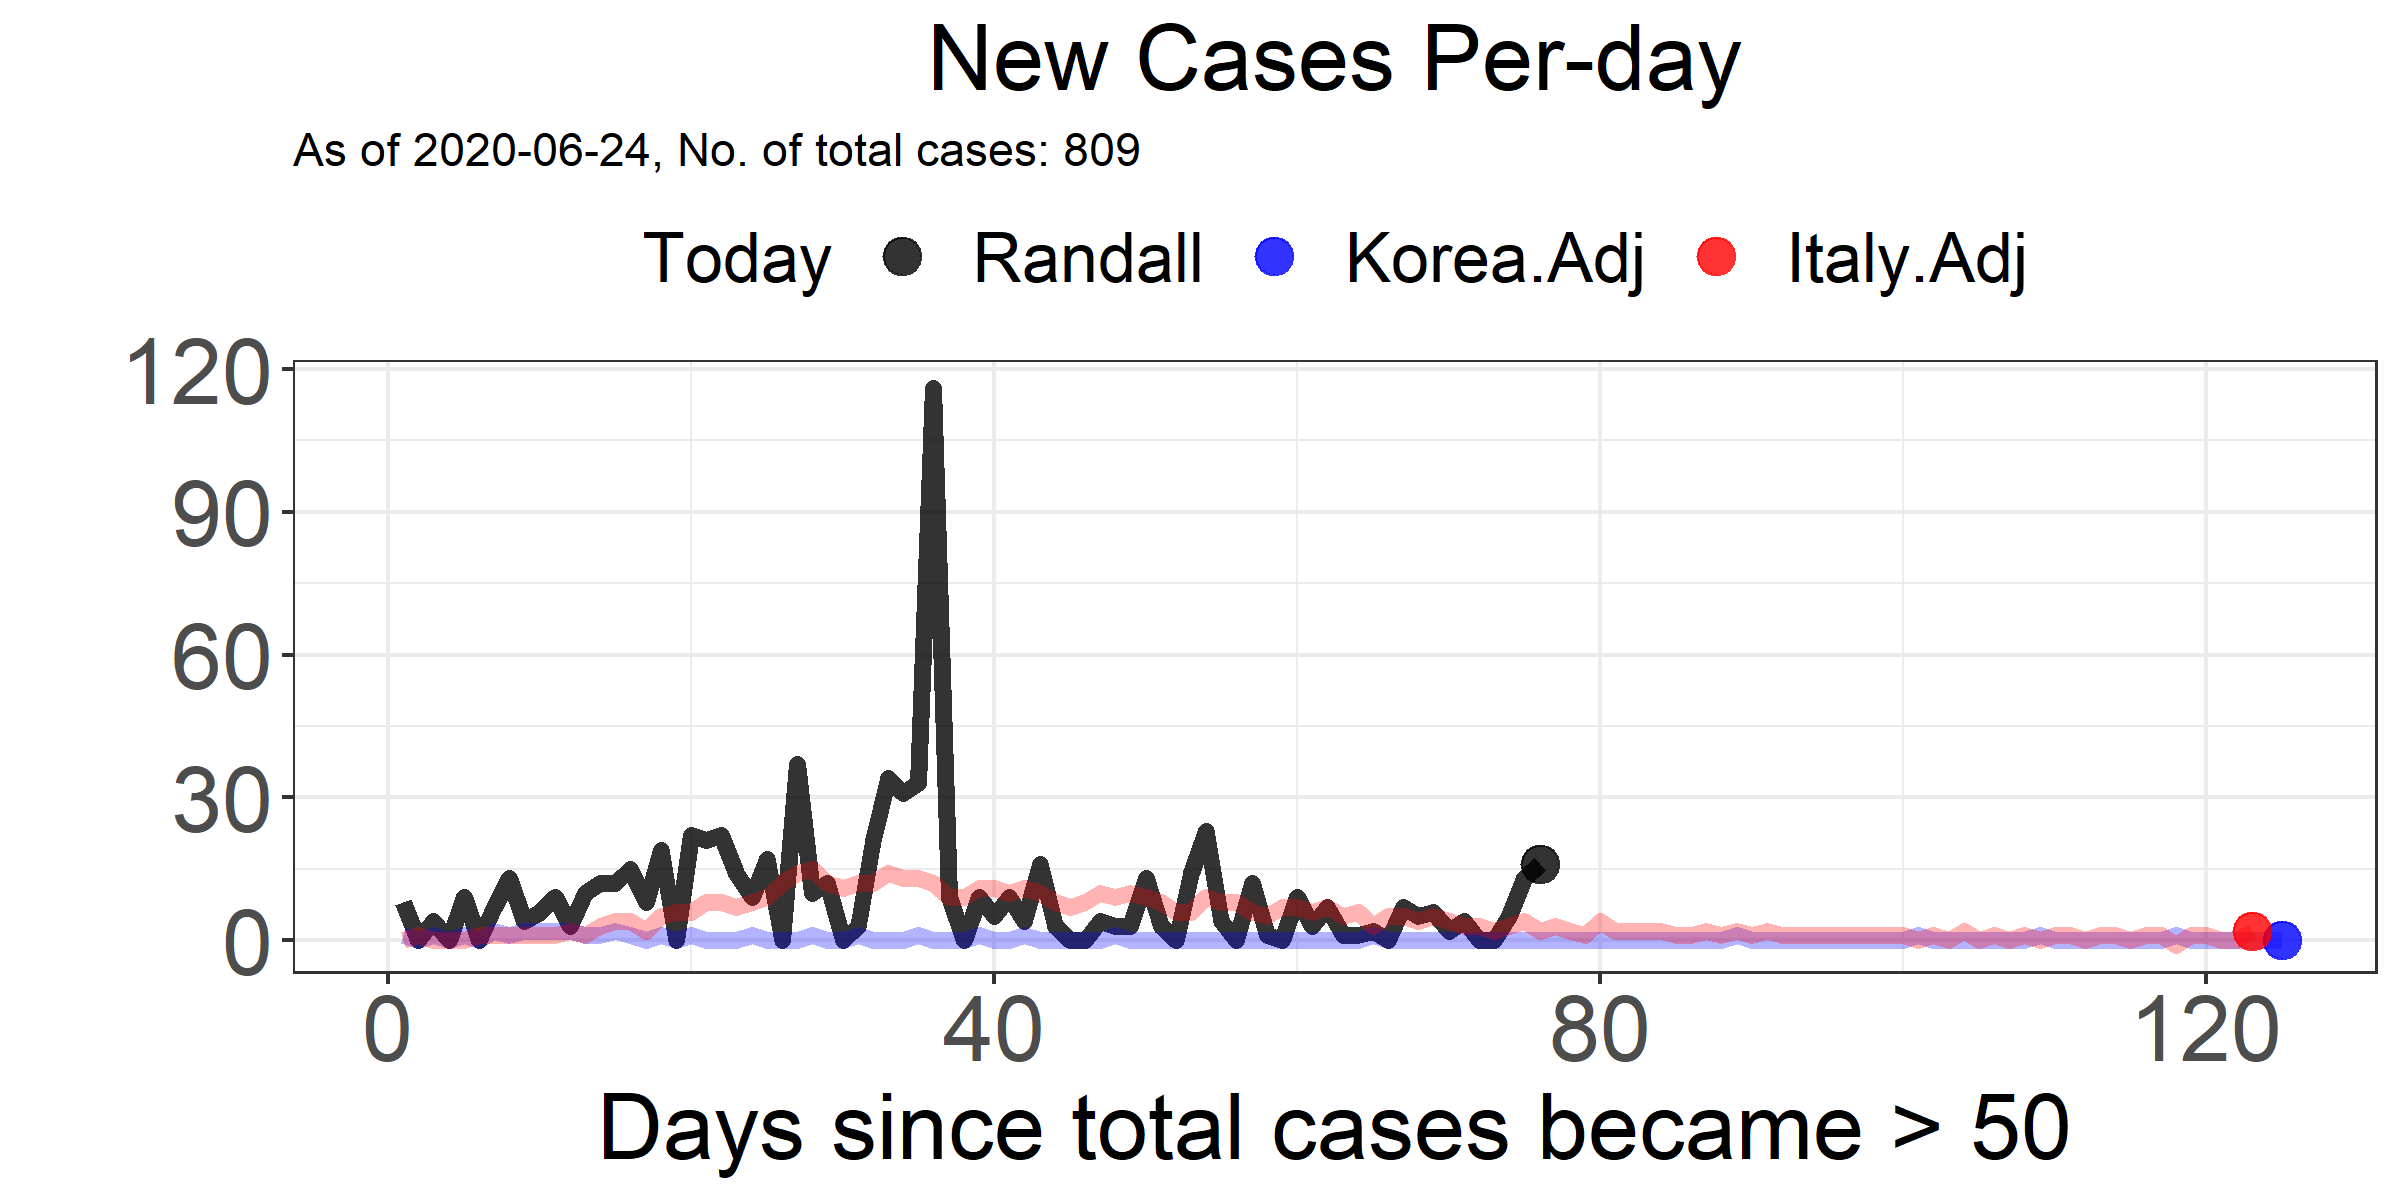 New Cases Per-day
As of 2020-06-24, No. of total cases: 809
Today Randall Korea.Adj Italy.Adj
120
90
60
30
0
0 40 80 120
Days since total cases became > 50